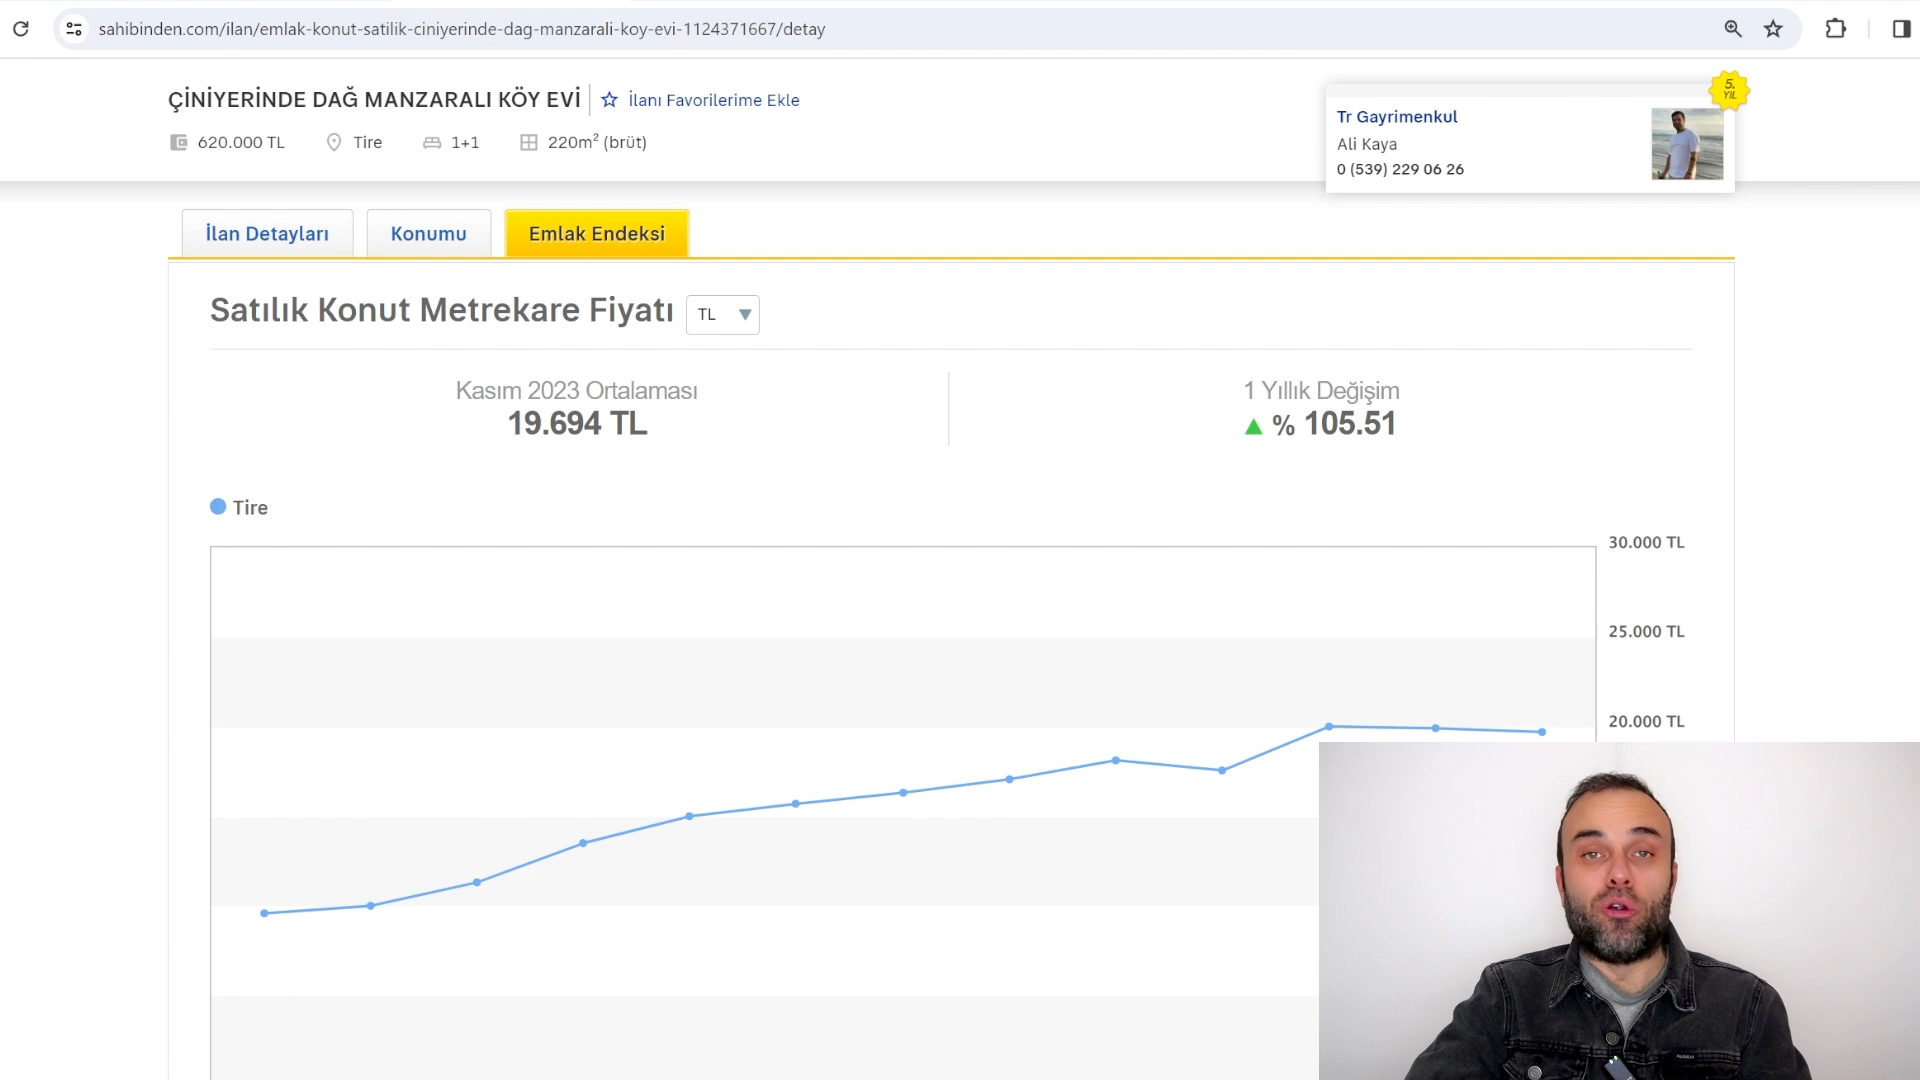 sahibinden.com/ilan/emlak-konut-satilik-ciniyerinde-dag-manzarali-koy-evi-1124371667/detay
ÇİNİYERİNDE DAĞ MANZARALI KÖY EVİ
İlanı Favorilerime Ekle
620.000 TL
Tire
1+1
220m² (brüt)
5.
YIL
Tr Gayrimenkul
Ali Kaya
0 (539) 229 06 26
İlan Detayları
Konumu
Emlak Endeksi
Satılık Konut Metrekare Fiyatı
TL
Kasım 2023 Ortalaması
19.694 TL
1 Yıllık Değişim
% 105.51
Tire
30.000 TL
25.000 TL
20.000 TL